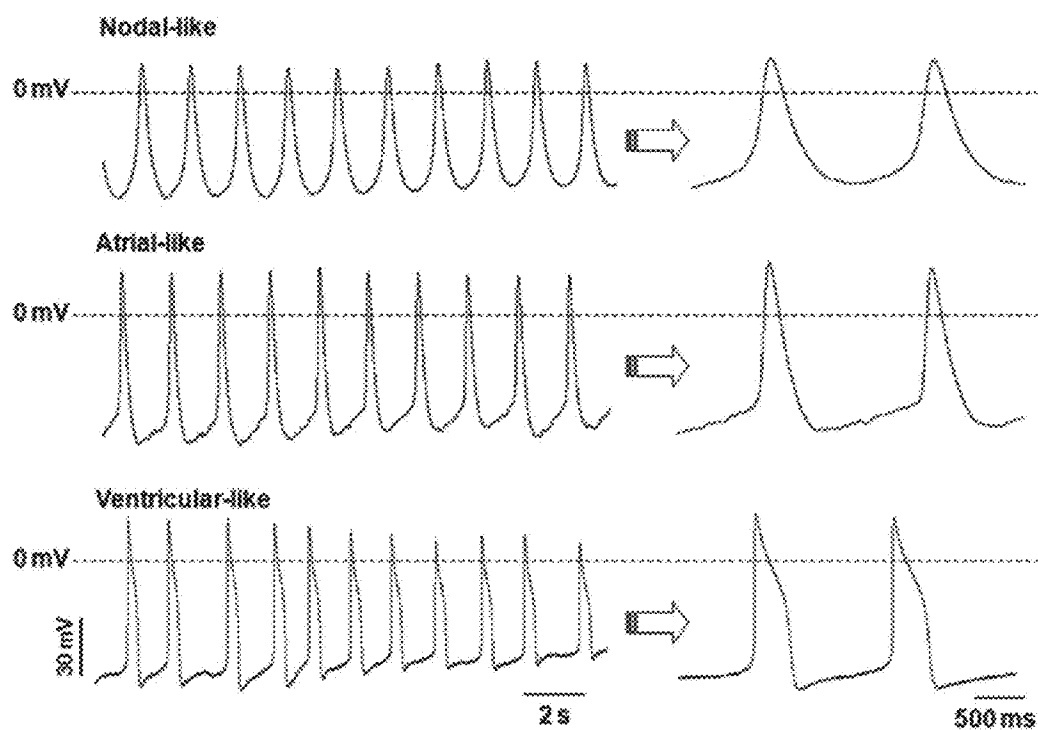 Nodal-like
0 mV
Atrial-like
0 mV
Ventricular-like
0 mV
30 mV
2 s
500 ms